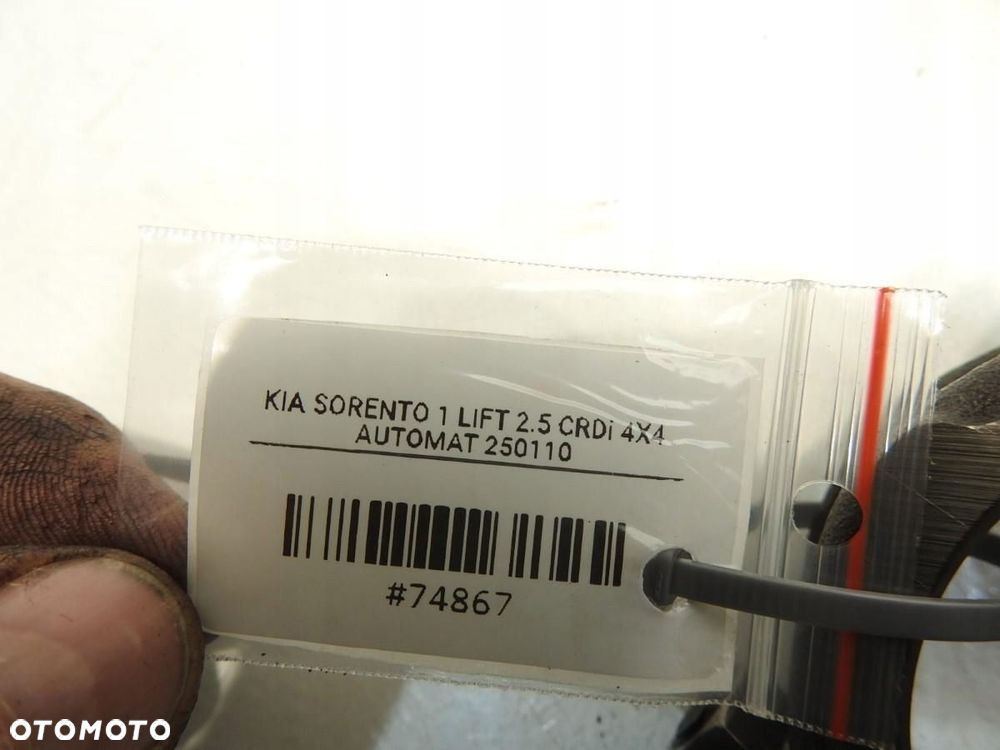 KIA SORENTO 1 LIFT 2.5 CRDi 4X4
AUTOMAT 250110
#74867
OTOMOTO